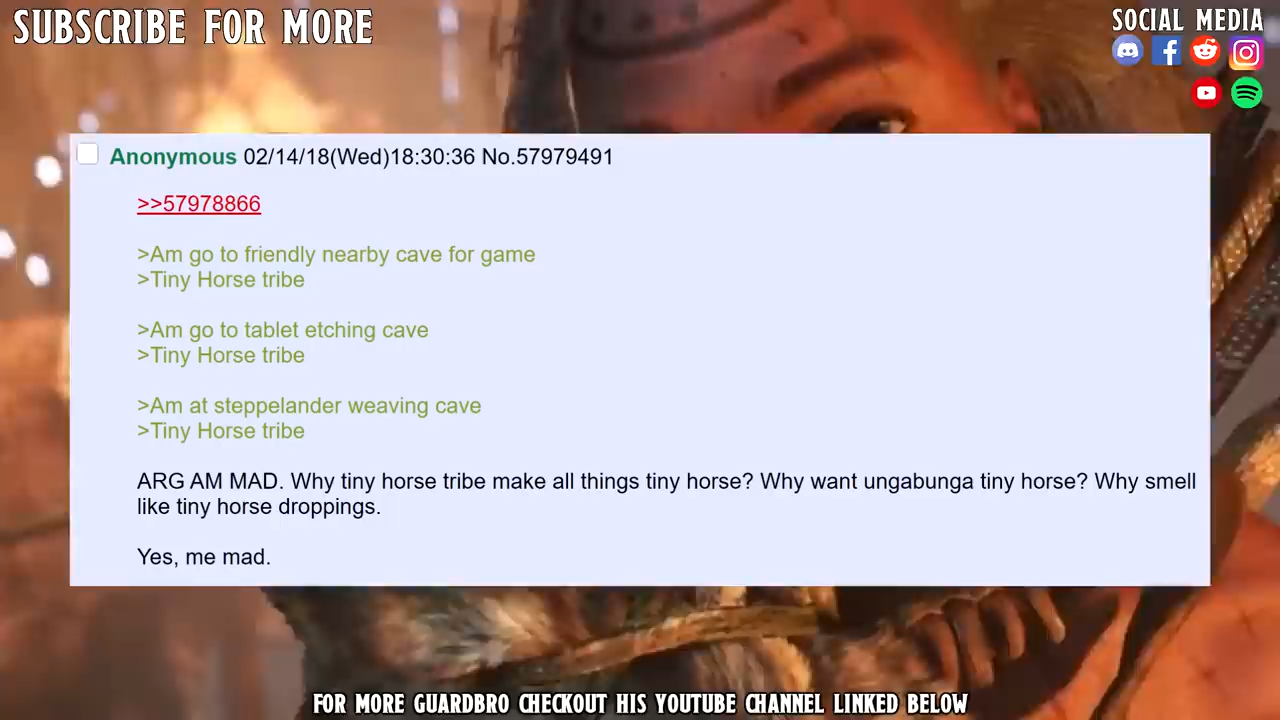 SUBSCRIBE FOR MORE
SOCIAL MEDIA
Anonymous 02/14/18(Wed)18:30:36 No.57979491
>>57978866
>Am go to friendly nearby cave for game
>Tiny Horse tribe
>Am go to tablet etching cave
>Tiny Horse tribe
>Am at steppelander weaving cave
>Tiny Horse tribe
ARG AM MAD. Why tiny horse tribe make all things tiny horse? Why want ungabunga tiny horse? Why smell
like tiny horse droppings.
Yes, me mad.
FOR MORE GUARDBRO CHECKOUT HIS YOUTUBE CHANNEL LINKED BELOW